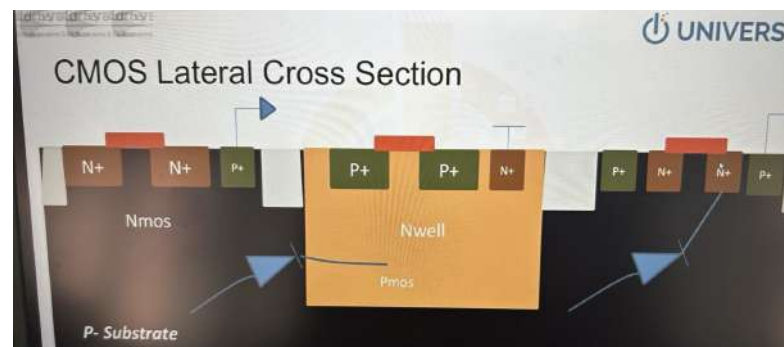 UNIVERS
CMOS Lateral Cross Section
N+ N+ P+ P+ P+ N+ P+ N+ N+ P+
Nmos
Nwell
Pmos
P- Substrate